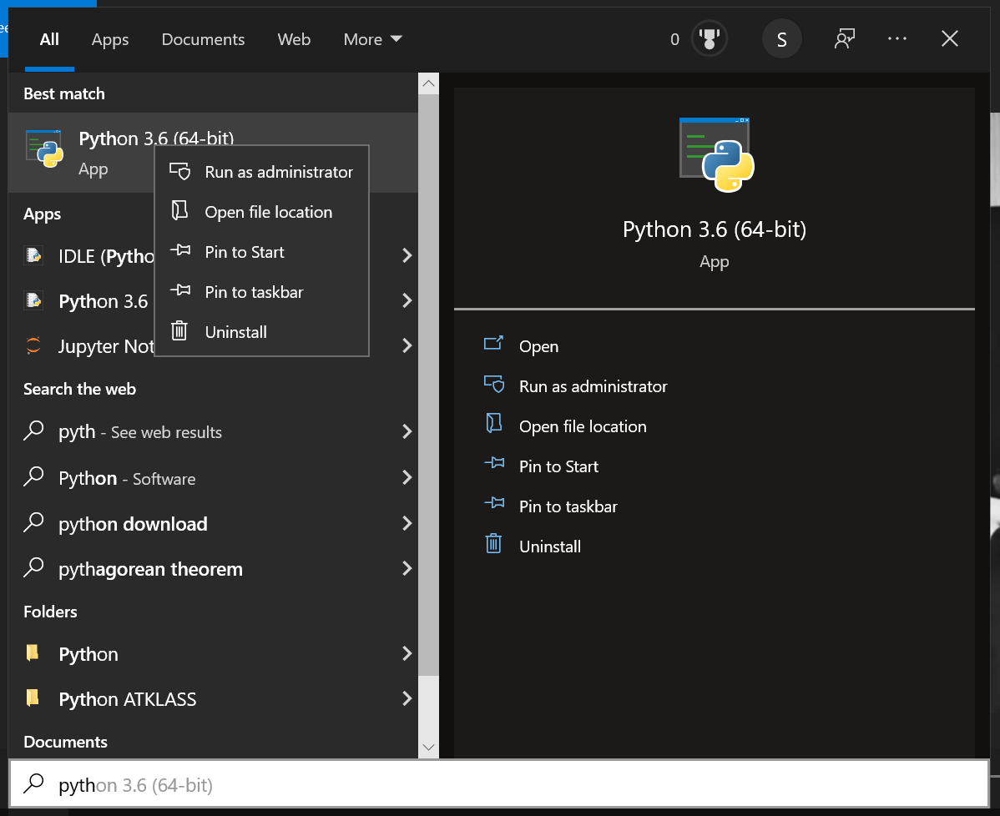 All Apps Documents Web More 0 S
Best match
Python 3.6 (64-bit)
App
Run as administrator
Open file location
Pin to Start
Pin to taskbar
Uninstall
Apps
IDLE (Pytho
Python 3.6
Jupyter Not
Search the web
pyth - See web results
Python - Software
python download
pythagorean theorem
Folders
Python
Python ATKLASS
Documents
Python 3.6 (64-bit)
App
Open
Run as administrator
Open file location
Pin to Start
Pin to taskbar
Uninstall
python 3.6 (64-bit)